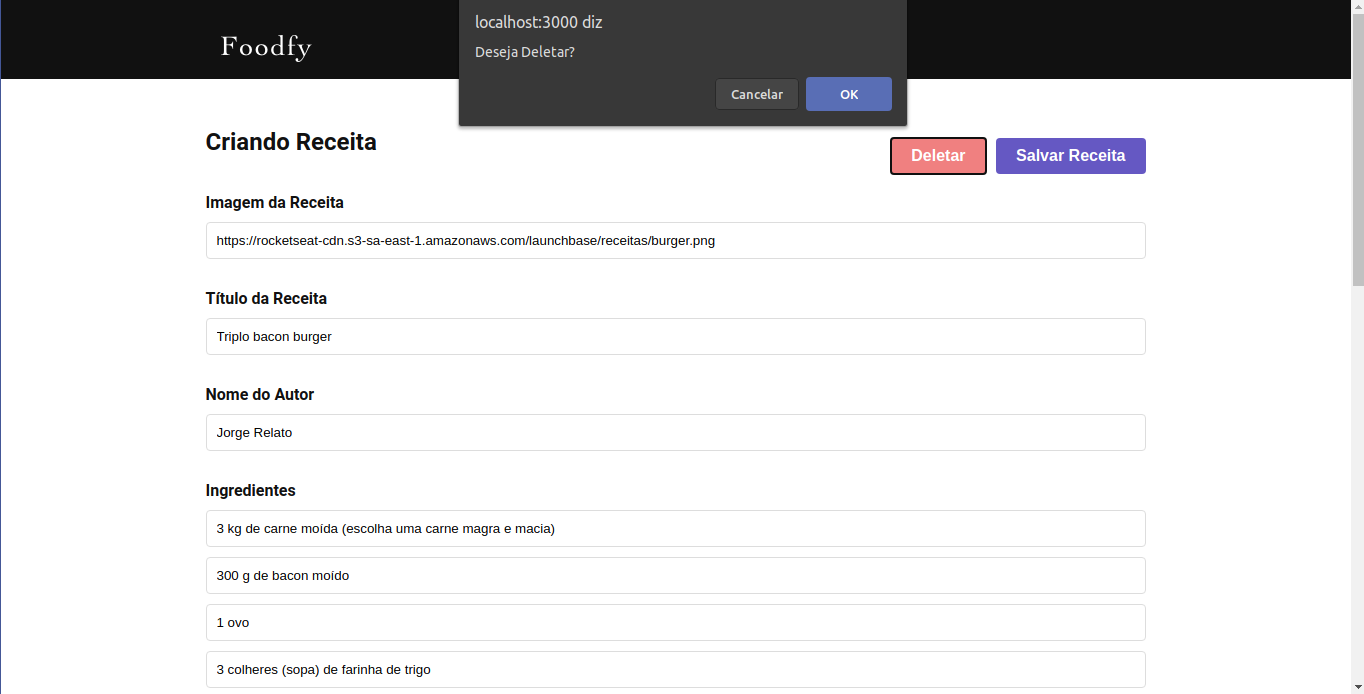 localhost:3000 diz
Deseja Deletar?
Cancelar
OK
Foodfy
Criando Receita
Deletar
Salvar Receita
Imagem da Receita
https://rocketseat-cdn.s3-sa-east-1.amazonaws.com/launchbase/receitas/burger.png
Título da Receita
Triplo bacon burger
Nome do Autor
Jorge Relato
Ingredientes
3 kg de carne moída (escolha uma carne magra e macia)
300 g de bacon moído
1 ovo
3 colheres (sopa) de farinha de trigo